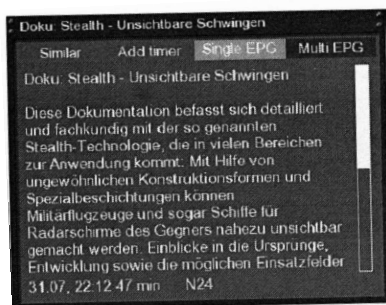 Doku: Stealth - Unsichtbare Schwingen
Similar Add timer Single EPG Multi EPG
Doku: Stealth - Unsichtbare Schwingen
Diese Dokumentation befasst sich detailliert
und fachkundig mit der so genannten
Stealth-Technologie, die in vielen Bereichen
zur Anwendung kommt: Mit Hilfe von
ungewöhnlichen Konstruktionsformen und
Spezialbeschichtungen können
Militärflugzeuge und sogar Schiffe für
Radarschirme des Gegners nahezu unsichtbar
gemacht werden. Einblicke in die Ursprünge,
Entwicklung sowie die möglichen Einsatzfelder
31.07, 22:12 47 min N24